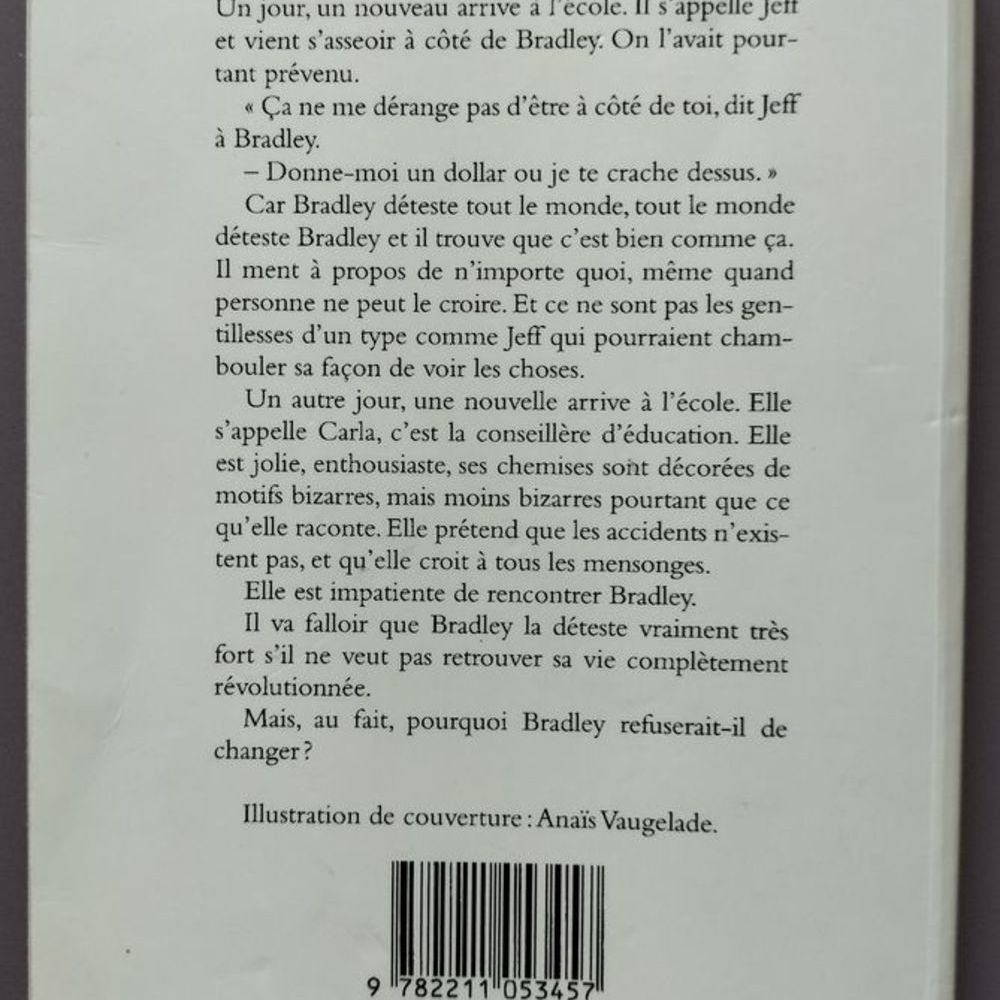 Un jour, un nouveau arrive à l'école. Il s'appelle Jeff
et vient s'asseoir à côté de Bradley. On l'avait pour-
tant prévenu.
« Ça ne me dérange pas d'être à côté de toi, dit Jeff
à Bradley.
– Donne-moi un dollar ou je te crache dessus. »
Car Bradley déteste tout le monde, tout le monde
déteste Bradley et il trouve que c'est bien comme ça.
Il ment à propos de n'importe quoi, même quand
personne ne peut le croire. Et ce ne sont pas les gen-
tillesses d'un type comme Jeff qui pourraient cham-
bouler sa façon de voir les choses.
Un autre jour, une nouvelle arrive à l'école. Elle
s'appelle Carla, c'est la conseillère d'éducation. Elle
est jolie, enthousiaste, ses chemises sont décorées de
motifs bizarres, mais moins bizarres pourtant que ce
qu'elle raconte. Elle prétend que les accidents n'exis-
tent pas, et qu'elle croit à tous les mensonges.
Elle est impatiente de rencontrer Bradley.
Il va falloir que Bradley la déteste vraiment très
fort s'il ne veut pas retrouver sa vie complètement
révolutionnée.
Mais, au fait, pourquoi Bradley refuserait-il de
changer ?
Illustration de couverture : Anaïs Vaugelade.
9 782211 053457